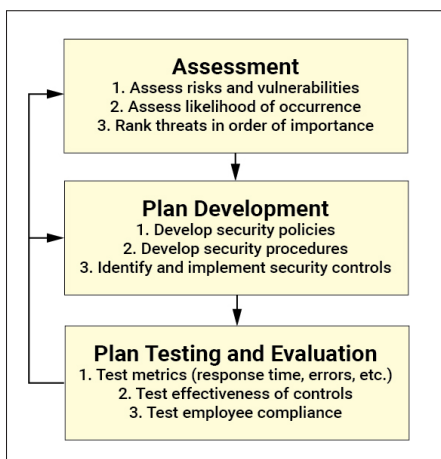 Assessment
1. Assess risks and vulnerabilities
2. Assess likelihood of occurrence
3. Rank threats in order of importance
Plan Development
1. Develop security policies
2. Develop security procedures
3. Identify and implement security controls
Plan Testing and Evaluation
1. Test metrics (response time, errors, etc.)
2. Test effectiveness of controls
3. Test employee compliance